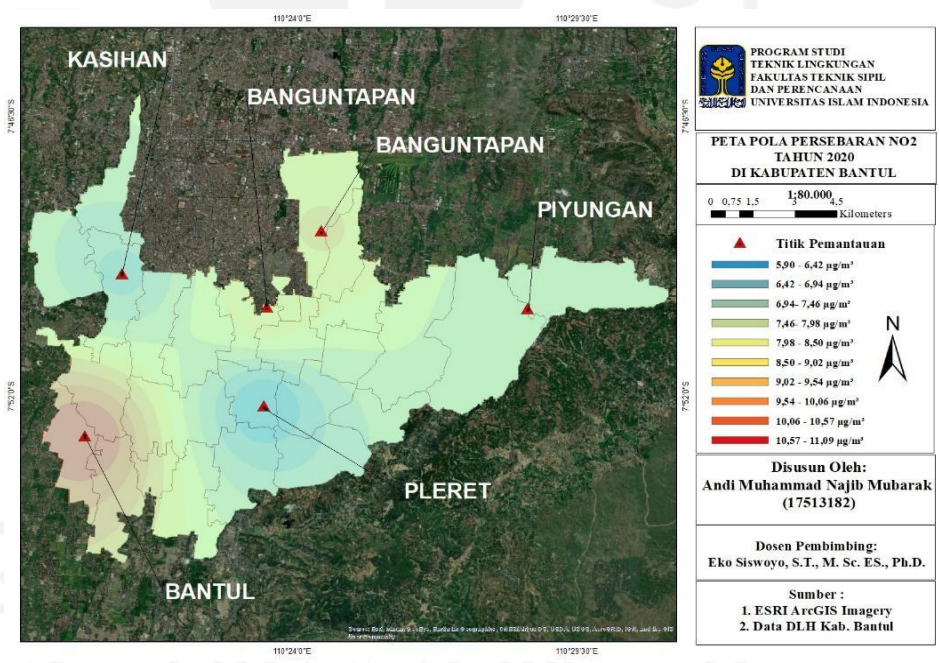 110°24'0"E
110°29'30"E
7°46'30"S
7°46'30"S
7°52'0"S
7°52'0"S
KASIHAN
BANGUNTAPAN
BANGUNTAPAN
PIYUNGAN
PLERET
BANTUL
110°24'0"E
110°29'30"E
PROGRAM STUDI
TEKNIK LINGKUNGAN
FAKULTAS TEKNIK SIPIL
DAN PERENCANAAN
UNIVERSITAS ISLAM INDONESIA
PETA POLA PERSEBARAN NO2
TAHUN 2020
DI KABUPATEN BANTUL
1:80.000
0 0,75 1,5 3 4,5
Kilometers
Titik Pemantauan
5,90 - 6,42 µg/m³
6,42 - 6,94 µg/m³
6,94- 7,46 µg/m³
7,46- 7,98 µg/m³
7,98 - 8,50 µg/m³
8,50 - 9,02 µg/m³
9,02 - 9,54 µg/m³
9,54 - 10,06 µg/m³
10,06 - 10,57 µg/m³
10,57 - 11,09 µg/m³
N
Disusun Oleh:
Andi Muhammad Najib Mubarak
(17513182)
Dosen Pembimbing:
Eko Siswoyo, S.T., M. Sc. ES., Ph.D.
Sumber :
1. ESRI ArcGIS Imagery
2. Data DLH Kab. Bantul